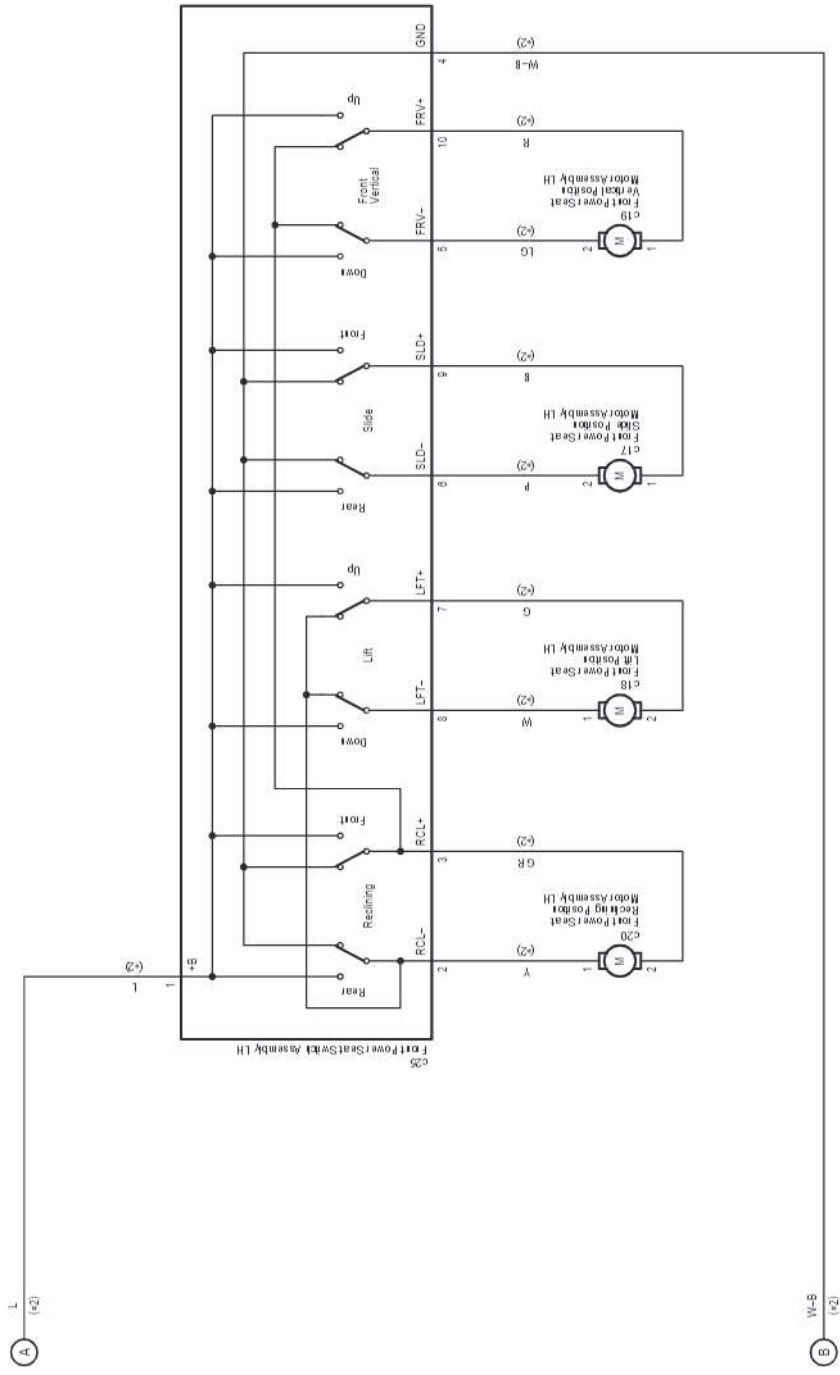 A
L
(*2)
L
(*2)
1
+B
c25
Front Power Seat Switch Assembly LH
Rear
Reclining
Front
Down
Lift
Up
Rear
Slide
Front
Down
Front
Vertical
Up
RCL-
RCL+
LFT-
LFT+
SLD-
SLD+
FRV-
FRV+
GND
2
3
8
7
6
9
5
10
4
Y
(*2)
GR
(*2)
W
(*2)
G
(*2)
P
(*2)
B
(*2)
LG
(*2)
R
(*2)
W-B
(*2)
1
M
2
c20
Front Power Seat
Reclining Position
Motor Assembly LH
1
M
2
c18
Front Power Seat
Lift Position
Motor Assembly LH
2
M
1
c17
Front Power Seat
Slide Position
Motor Assembly LH
2
M
1
c19
Front Power Seat
Vertical Position
Motor Assembly LH
B
W-B
(*2)